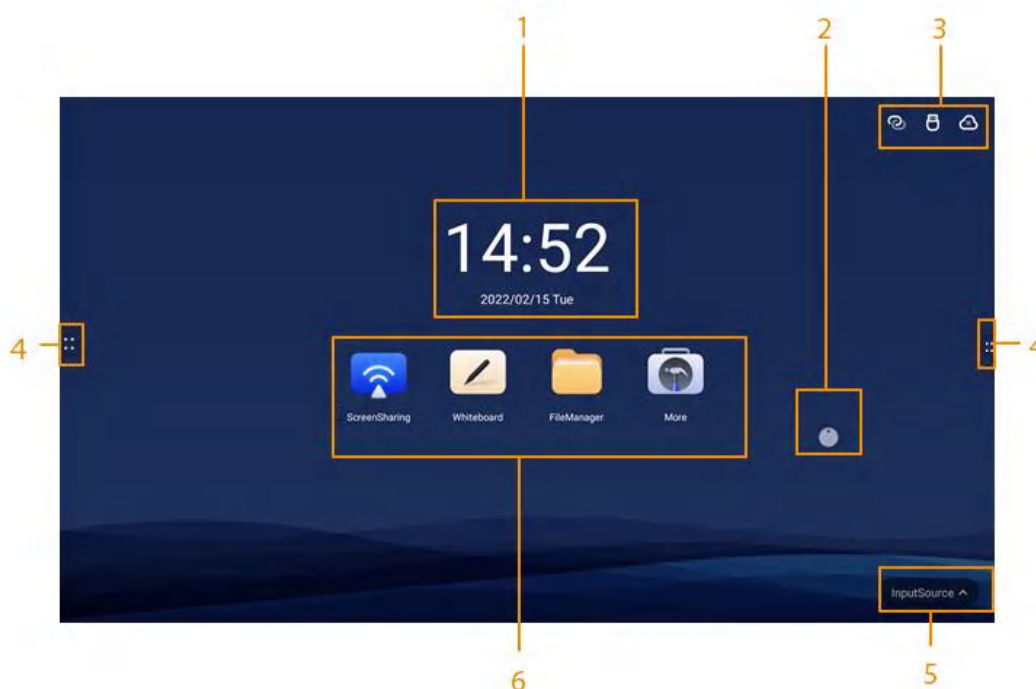 1
2
3
14:52
2022/02/15 Tue
4
4
ScreenSharing
Whiteboard
FileManager
More
InputSource
6
5